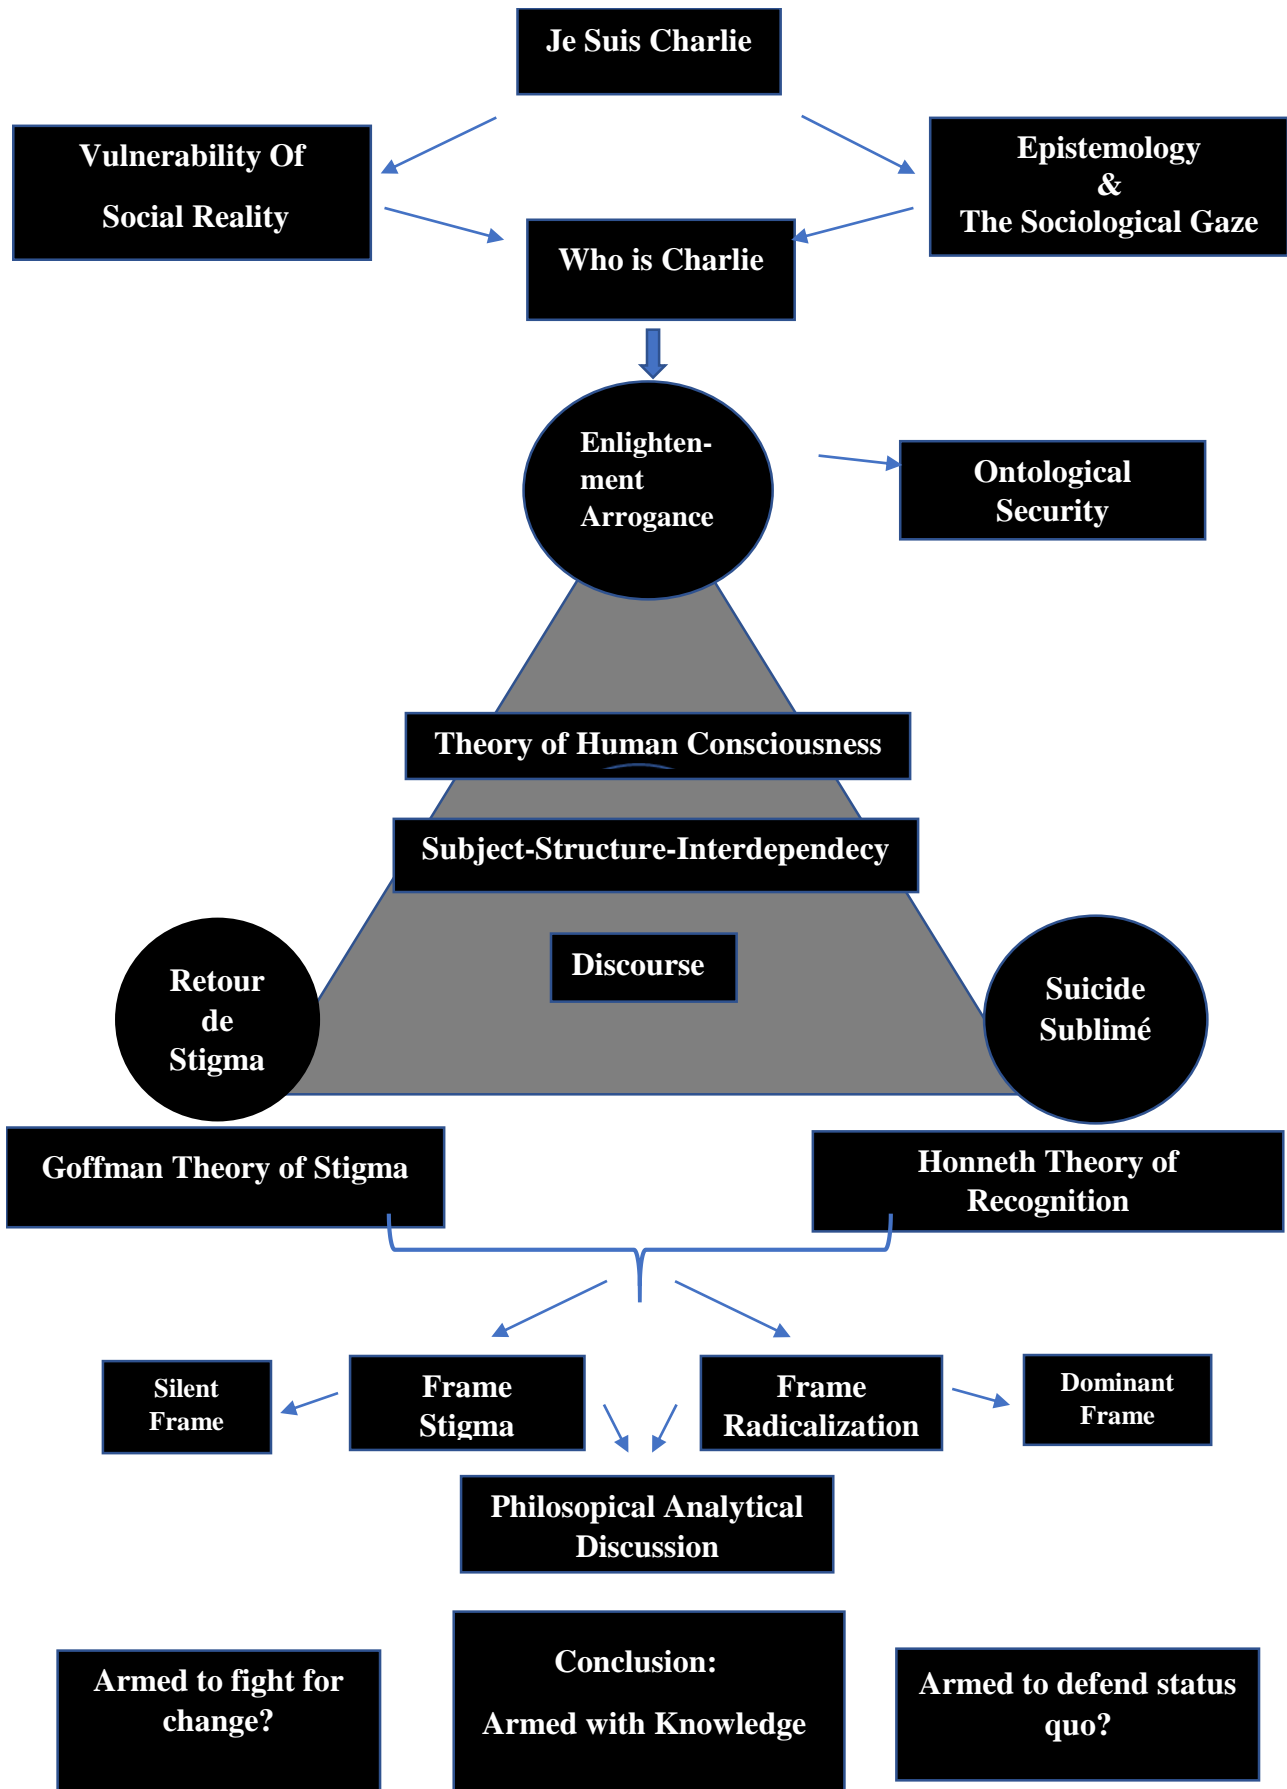 Je Suis Charlie
Vulnerability Of
Social Reality
Epistemology
&
The Sociological Gaze
Who is Charlie
Enlighten-
ment
Arrogance
Ontological
Security
Theory of Human Consciousness
Subject-Structure-Interdependecy
Discourse
Retour
de
Stigma
Suicide
Sublimé
Goffman Theory of Stigma
Honneth Theory of
Recognition
Silent
Frame
Frame
Stigma
Frame
Radicalization
Dominant
Frame
Philosopical Analytical
Discussion
Armed to fight for
change?
Conclusion:
Armed with Knowledge
Armed to defend status
quo?